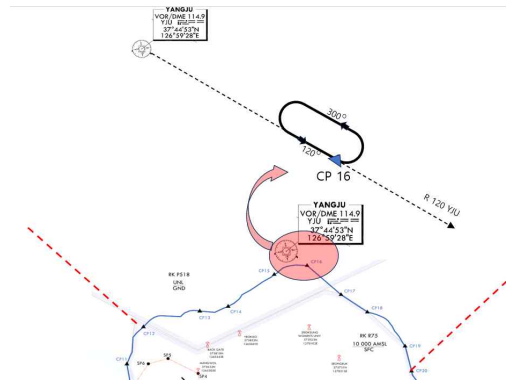 YANGJU
VOR/DME 114.9
YJU
37°44'53"N
126°59'28"E
300°
120°
CP 16
R 120 YJU
YANGJU
VOR/DME 114.9
YJU
37°44'53"N
126°59'28"E
CP15
CP16
RK P518
UNL
GND
CP17
CP14
CP13
CP18
CP12
RK R75
10 000 AMSL
SFC
CP19
CP11
SP6
SP5
SP4
CP20